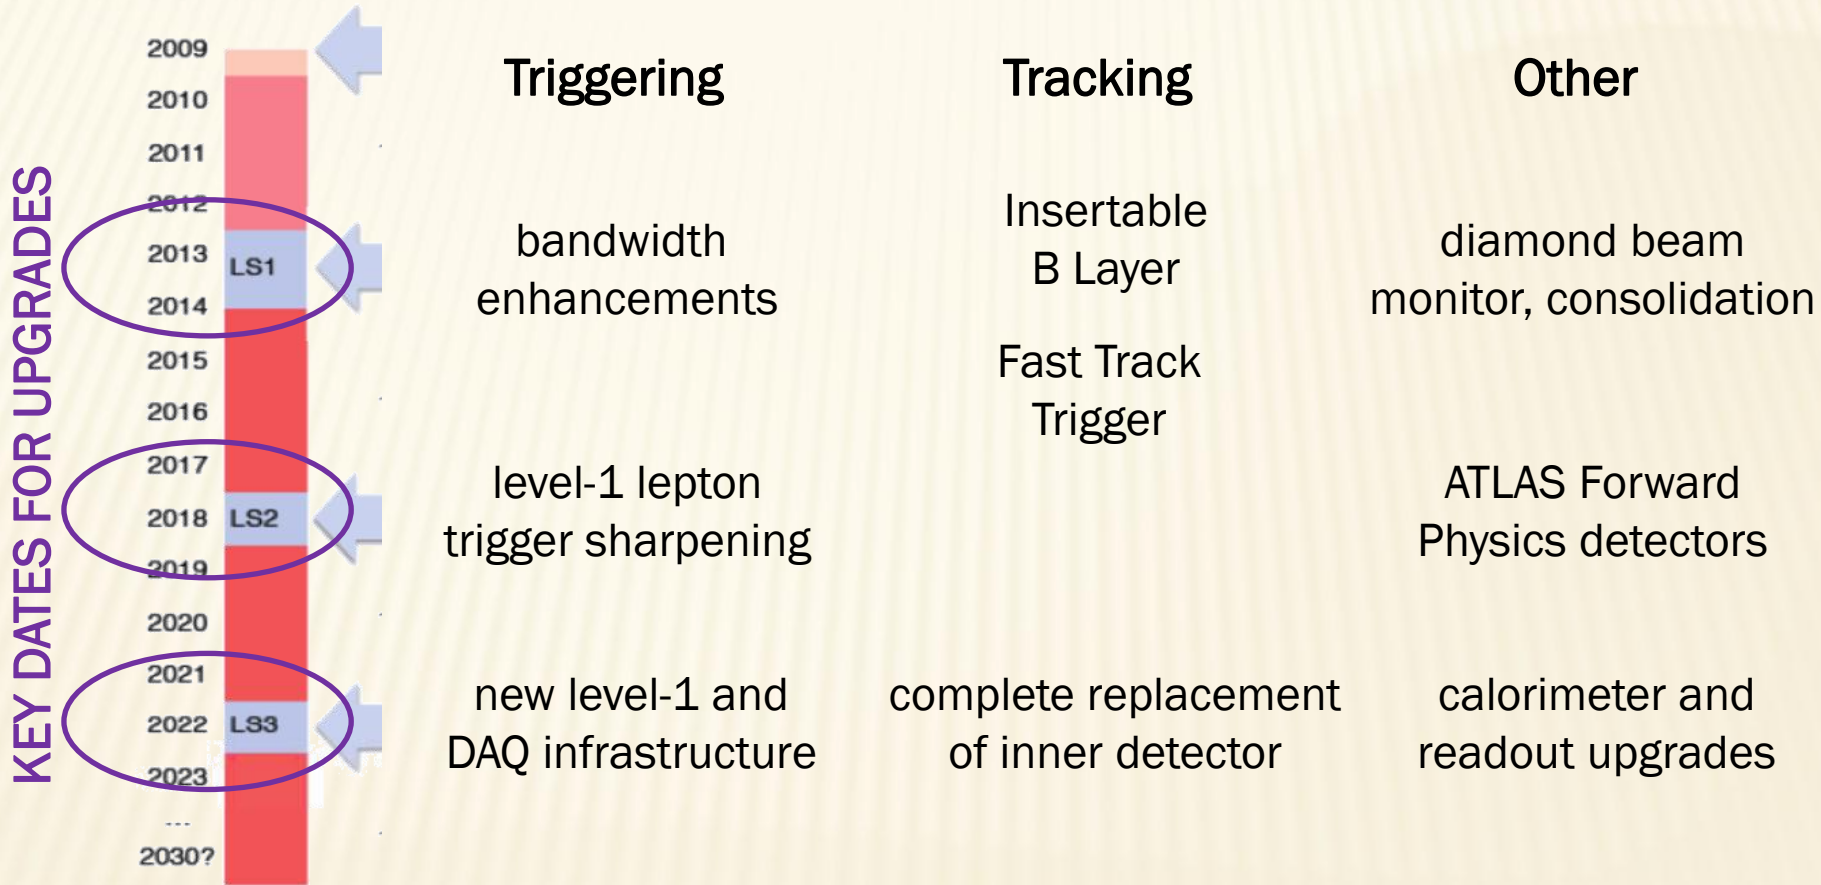 KEY DATES FOR UPGRADES
2009
2010
2011
2012
2013
LS1
2014
2015
2016
2017
2018
LS2
2019
2020
2021
2022
LS3
2023
...
2030?
Triggering
Tracking
Other
bandwidth
enhancements
Insertable
B Layer
diamond beam
monitor, consolidation
Fast Track
Trigger
level-1 lepton
trigger sharpening
ATLAS Forward
Physics detectors
new level-1 and
DAQ infrastructure
complete replacement
of inner detector
calorimeter and
readout upgrades